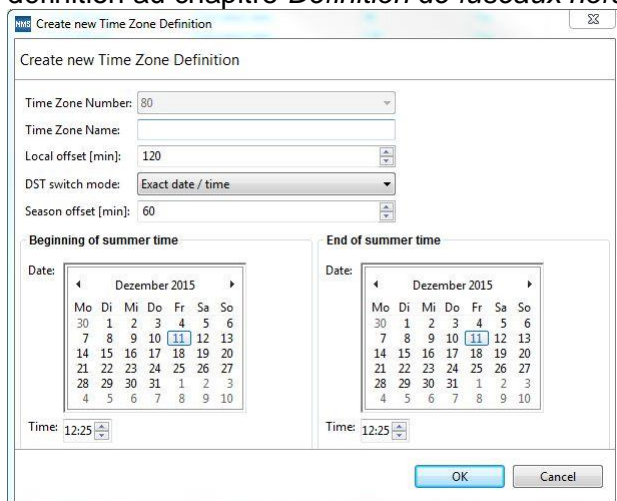 définition au chapitre Définition de fuseaux hor
NMS Create new Time Zone Definition
Create new Time Zone Definition
Time Zone Number: 80
Time Zone Name:
Local offset [min]: 120
DST switch mode: Exact date / time
Season offset [min]: 60
Beginning of summer time
Date:
Dezember 2015
Mo Di Mi Do Fr Sa So
30 1 2 3 4 5 6
7 8 9 10 11 12 13
14 15 16 17 18 19 20
21 22 23 24 25 26 27
28 29 30 31 1 2 3
4 5 6 7 8 9 10
Time: 12:25
End of summer time
Date:
Dezember 2015
Mo Di Mi Do Fr Sa So
30 1 2 3 4 5 6
7 8 9 10 11 12 13
14 15 16 17 18 19 20
21 22 23 24 25 26 27
28 29 30 31 1 2 3
4 5 6 7 8 9 10
Time: 12:25
OK
Cancel